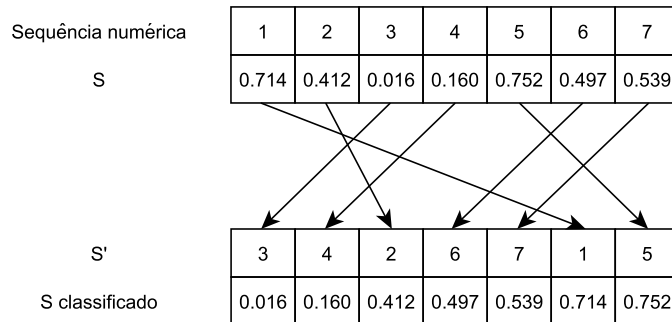 Sequência numérica 1 2 3 4 5 6 7
S 0.714 0.412 0.016 0.160 0.752 0.497 0.539
S' 3 4 2 6 7 1 5
S classificado 0.016 0.160 0.412 0.497 0.539 0.714 0.752